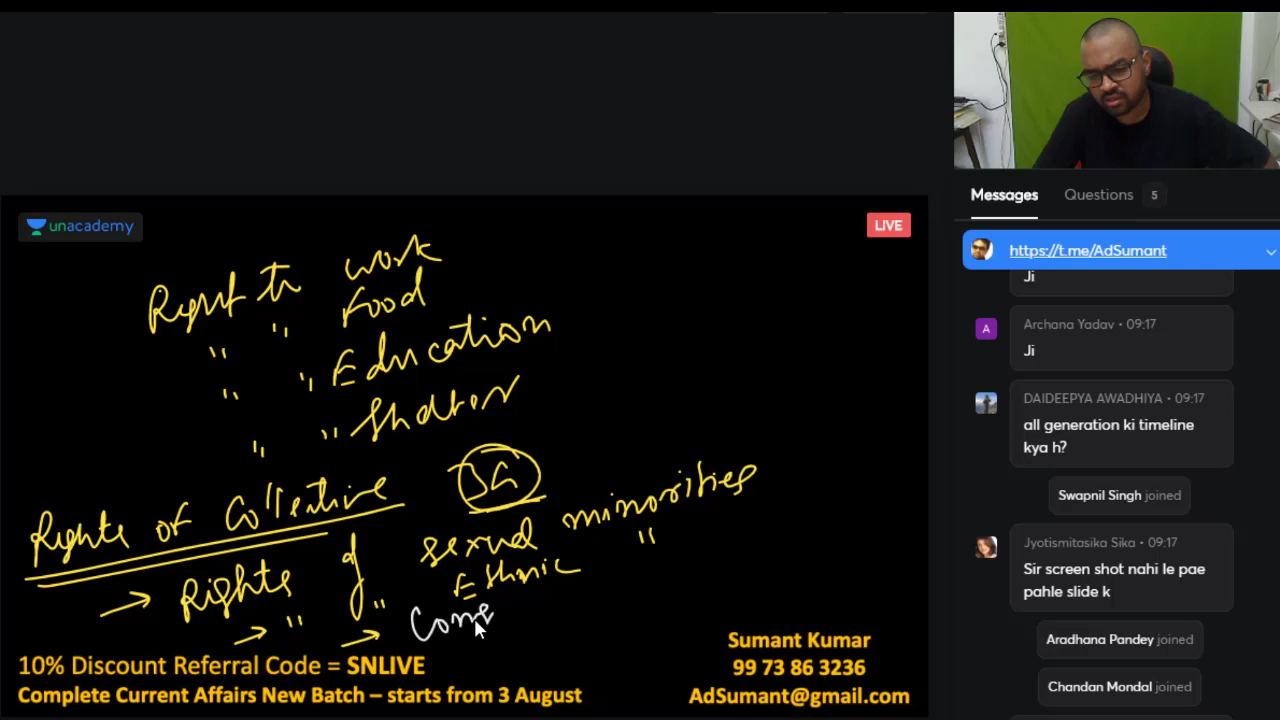 unacademy
LIVE
Right to work
" " Food
" " Education
" " Shelter
Rights of Collective
3G
→ Rights of sexual minorities
→ " " Ethnic "
→ Come
10% Discount Referral Code = SNLIVE
Complete Current Affairs New Batch – starts from 3 August
Sumant Kumar
99 73 86 3236
AdSumant@gmail.com
Messages Questions 5
https://t.me/AdSumant
Ji
Archana Yadav • 09:17
Ji
DAIDEEPYA AWADHIYA • 09:17
all generation ki timeline
kya h?
Swapnil Singh joined
Jyotismitasika Sika • 09:17
Sir screen shot nahi le pae
pahle slide k
Aradhana Pandey joined
Chandan Mondal joined
A